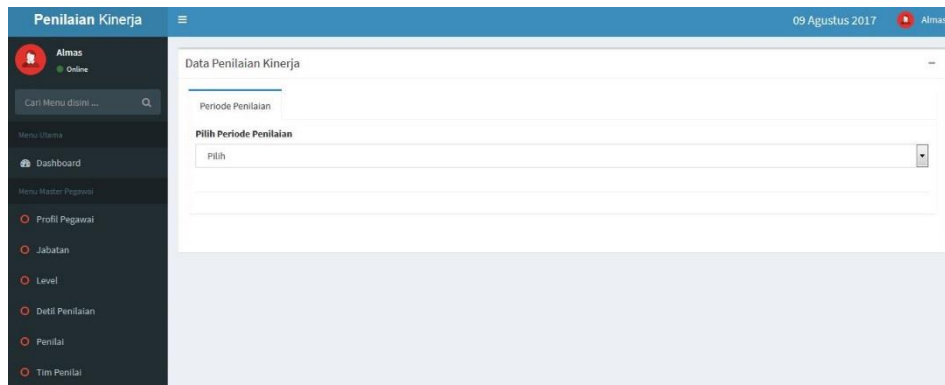 Penilaian Kinerja
09 Agustus 2017
Almas
Almas
Online
Cari Menu disini ...
Menu Utama
Dashboard
Menu Master Pegawai
Profil Pegawai
Jabatan
Level
Detil Penilaian
Penilai
Tim Penilai
Data Penilaian Kinerja
Periode Penilaian
Pilih Periode Penilaian
Pilih